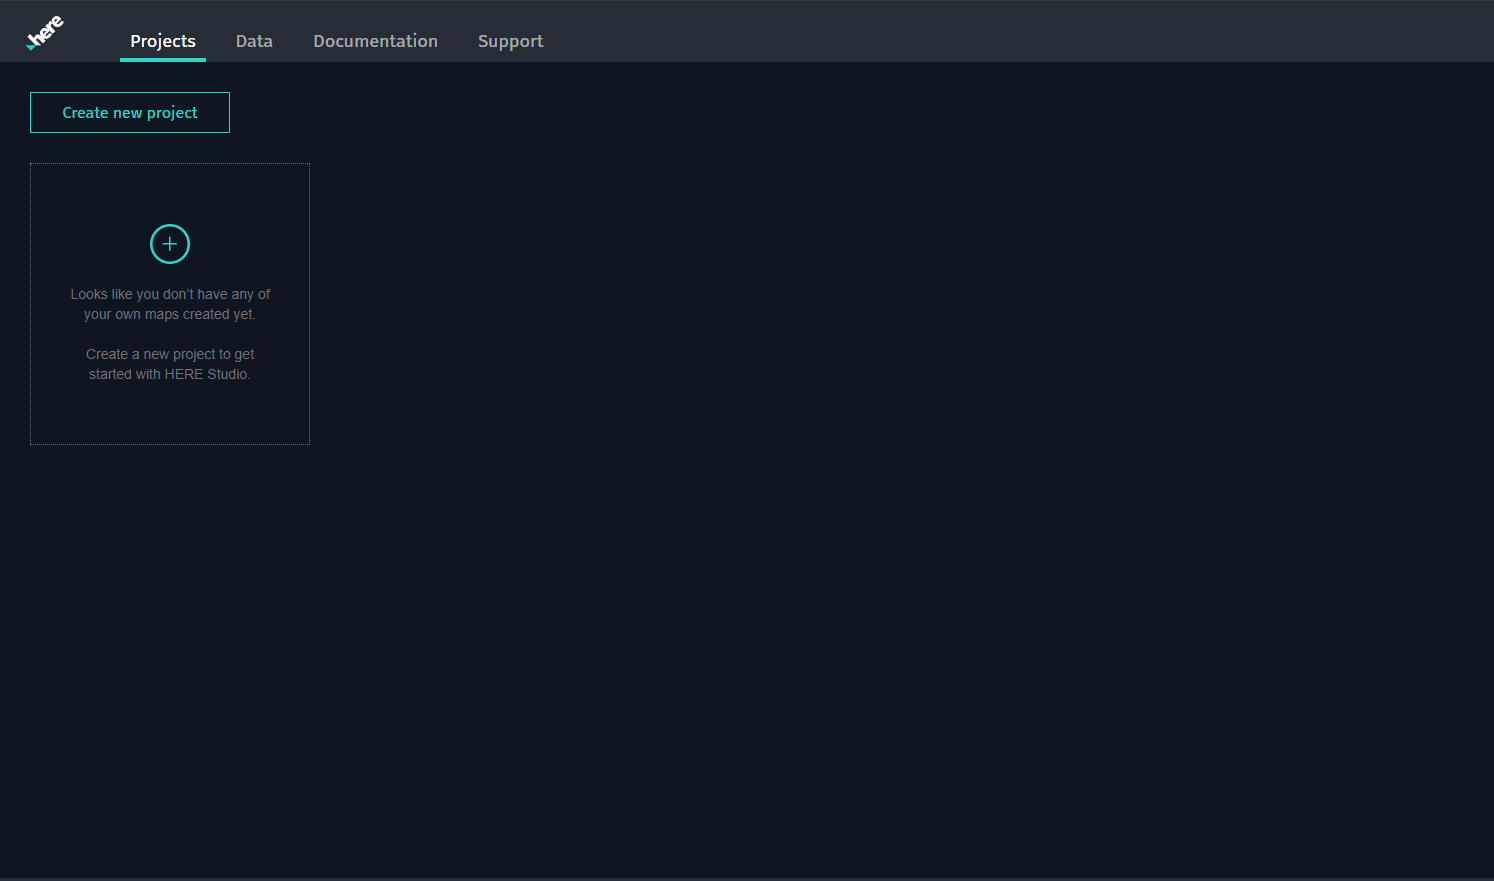 here
Projects Data Documentation Support
Create new project
Looks like you don’t have any of
your own maps created yet.
Create a new project to get
started with HERE Studio.